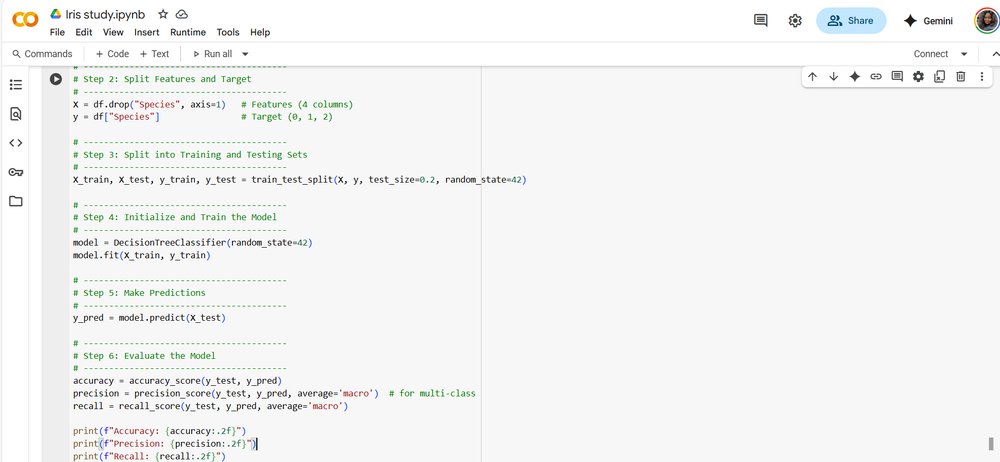 Iris study.ipynb
File Edit View Insert Runtime Tools Help
Share
Gemini
Commands + Code + Text Run all
Connect
# ----------------------------------------
# Step 2: Split Features and Target
# ----------------------------------------
X = df.drop("Species", axis=1)   # Features (4 columns)
y = df["Species"]                # Target (0, 1, 2)
# ----------------------------------------
# Step 3: Split into Training and Testing Sets
# ----------------------------------------
X_train, X_test, y_train, y_test = train_test_split(X, y, test_size=0.2, random_state=42)
# ----------------------------------------
# Step 4: Initialize and Train the Model
# ----------------------------------------
model = DecisionTreeClassifier(random_state=42)
model.fit(X_train, y_train)
# ----------------------------------------
# Step 5: Make Predictions
# ----------------------------------------
y_pred = model.predict(X_test)
# ----------------------------------------
# Step 6: Evaluate the Model
# ----------------------------------------
accuracy = accuracy_score(y_test, y_pred)
precision = precision_score(y_test, y_pred, average='macro')  # for multi-class
recall = recall_score(y_test, y_pred, average='macro')
print(f"Accuracy: {accuracy:.2f}")
print(f"Precision: {precision:.2f}")
print(f"Recall: {recall:.2f}")